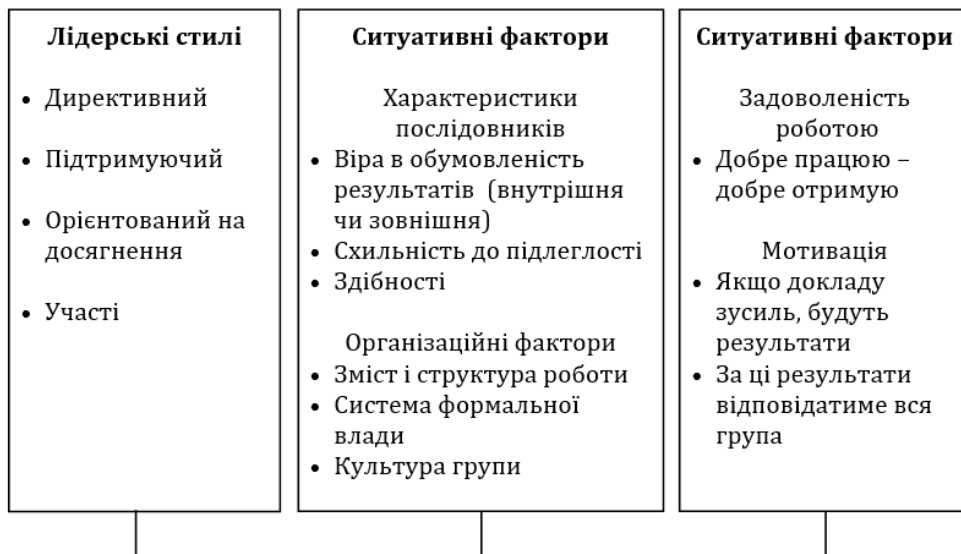 Лідерські стилі
• Директивний
• Підтримуючий
• Орієнтований на
досягнення
• Участі
Ситуативні фактори
Характеристики
послідовників
• Віра в обумовленість
результатів (внутрішня
чи зовнішня)
• Схильність до підлеглості
• Здібності
Організаційні фактори
• Зміст і структура роботи
• Система формальної
влади
• Культура групи
Ситуативні фактори
Задоволеність
роботою
• Добре працюю –
добре отримую
Мотивація
• Якщо докладу
зусиль, будуть
результати
• За ці результати
відповідатиме вся
група